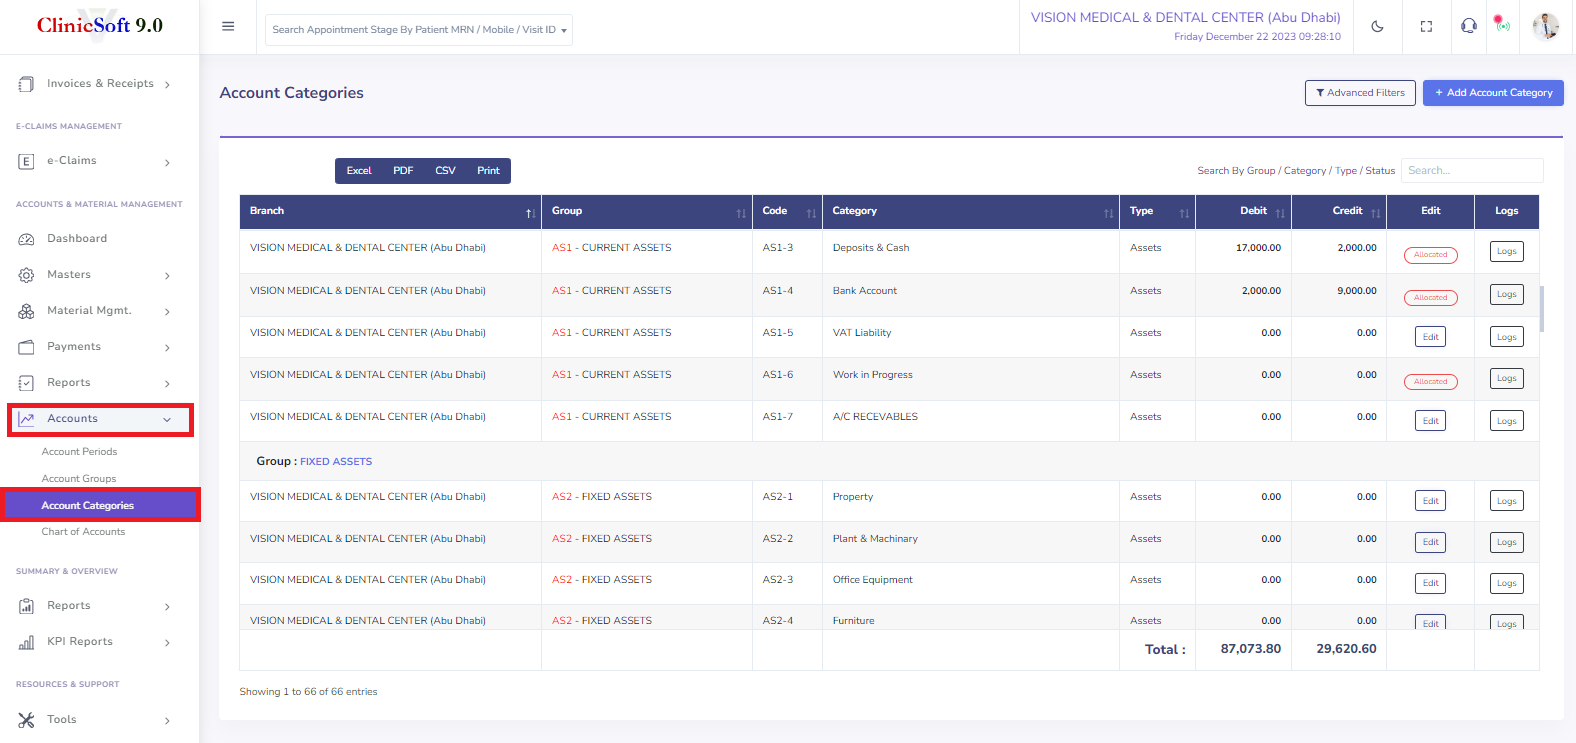 ClinicSoft 9.0
Search Appointment Stage By Patient MRN / Mobile / Visit ID
VISION MEDICAL & DENTAL CENTER (Abu Dhabi)
Friday December 22 2023 09:28:10
Invoices & Receipts
E-CLAIMS MANAGEMENT
e-Claims
ACCOUNTS & MATERIAL MANAGEMENT
Dashboard
Masters
Material Mgmt.
Payments
Reports
Accounts
Account Periods
Account Groups
Account Categories
Chart of Accounts
SUMMARY & OVERVIEW
Reports
KPI Reports
RESOURCES & SUPPORT
Tools
Account Categories
Advanced Filters
+ Add Account Category
Excel PDF CSV Print
Search By Group / Category / Type / Status Search...
Branch Group Code Category Type Debit Credit Edit Logs
VISION MEDICAL & DENTAL CENTER (Abu Dhabi) AS1 - CURRENT ASSETS AS1-3 Deposits & Cash Assets 17,000.00 2,000.00 Allocated Logs
VISION MEDICAL & DENTAL CENTER (Abu Dhabi) AS1 - CURRENT ASSETS AS1-4 Bank Account Assets 2,000.00 9,000.00 Allocated Logs
VISION MEDICAL & DENTAL CENTER (Abu Dhabi) AS1 - CURRENT ASSETS AS1-5 VAT Liability Assets 0.00 0.00 Edit Logs
VISION MEDICAL & DENTAL CENTER (Abu Dhabi) AS1 - CURRENT ASSETS AS1-6 Work in Progress Assets 0.00 0.00 Allocated Logs
VISION MEDICAL & DENTAL CENTER (Abu Dhabi) AS1 - CURRENT ASSETS AS1-7 A/C RECEVABLES Assets 0.00 0.00 Edit Logs
Group : FIXED ASSETS
VISION MEDICAL & DENTAL CENTER (Abu Dhabi) AS2 - FIXED ASSETS AS2-1 Property Assets 0.00 0.00 Edit Logs
VISION MEDICAL & DENTAL CENTER (Abu Dhabi) AS2 - FIXED ASSETS AS2-2 Plant & Machinary Assets 0.00 0.00 Edit Logs
VISION MEDICAL & DENTAL CENTER (Abu Dhabi) AS2 - FIXED ASSETS AS2-3 Office Equipment Assets 0.00 0.00 Edit Logs
VISION MEDICAL & DENTAL CENTER (Abu Dhabi) AS2 - FIXED ASSETS AS2-4 Furniture Assets 0.00 0.00 Edit Logs
Total : 87,073.80 29,620.60
Showing 1 to 66 of 66 entries